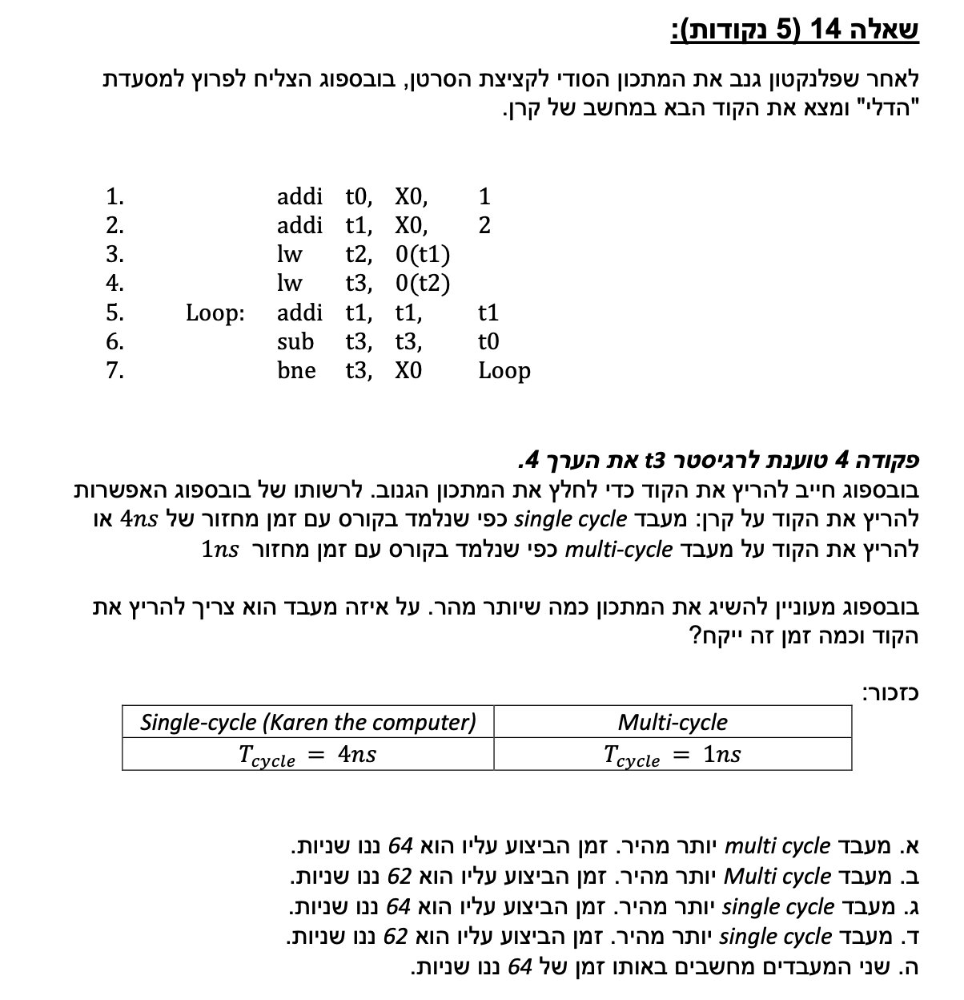 שאלה 14 (5 נקודות):
לאחר שפלנקטון גנב את המתכון הסודי לקציצת הסרטן, בובספוג הצליח לפרוץ למסעדת
"הדלי" ומצא את הקוד הבא במחשב של קרן.
1. addi t0, X0, 1
2. addi t1, X0, 2
3. lw t2, 0(t1)
4. lw t3, 0(t2)
5. Loop: addi t1, t1, t1
6. sub t3, t3, t0
7. bne t3, X0 Loop
פקודה 4 טוענת לרגיסטר t3 את הערך 4.
בובספוג חייב להריץ את הקוד כדי לחלץ את המתכון הגנוב. לרשותו של בובספוג האפשרות
להריץ את הקוד על קרן: מעבד single cycle כפי שנלמד בקורס עם זמן מחזור של 4ns או
להריץ את הקוד על מעבד multi-cycle כפי שנלמד בקורס עם זמן מחזור 1ns
בובספוג מעוניין להשיג את המתכון כמה שיותר מהר. על איזה מעבד הוא צריך להריץ את
הקוד וכמה זמן זה ייקח?
כזכור:
Single-cycle (Karen the computer) Multi-cycle
Tcycle = 4ns Tcycle = 1ns
א. מעבד multi cycle יותר מהיר. זמן הביצוע עליו הוא 64 ננו שניות.
ב. מעבד Multi cycle יותר מהיר. זמן הביצוע עליו הוא 62 ננו שניות.
ג. מעבד single cycle יותר מהיר. זמן הביצוע עליו הוא 64 ננו שניות.
ד. מעבד single cycle יותר מהיר. זמן הביצוע עליו הוא 62 ננו שניות.
ה. שני המעבדים מחשבים באותו זמן של 64 ננו שניות.